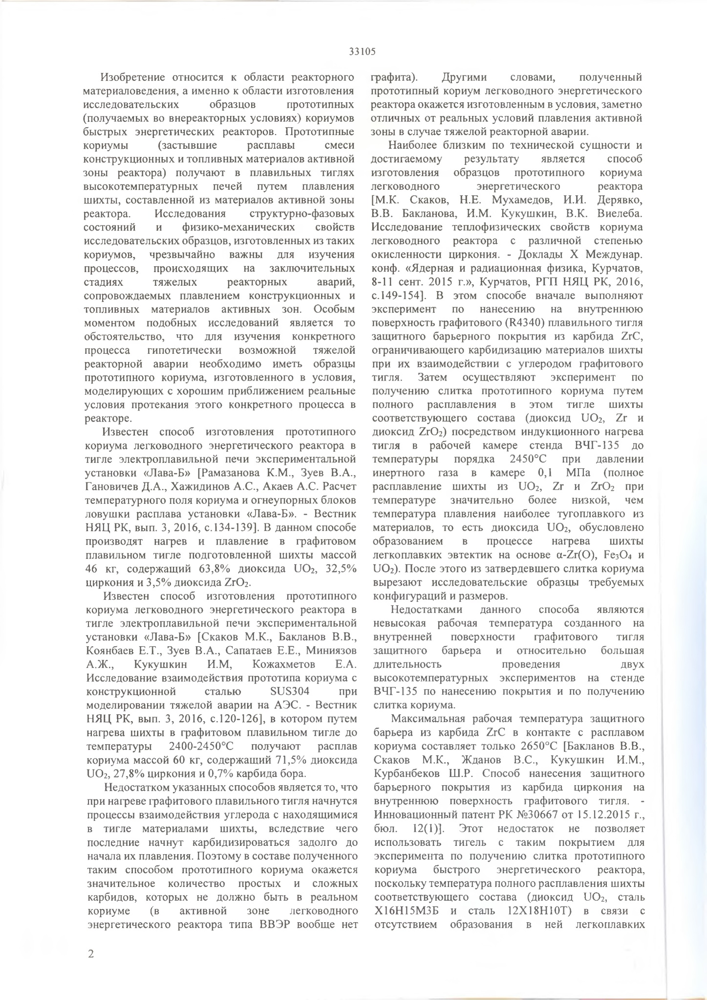 33105
Изобретение относится к области реакторного
материаловедения, а именно к области изготовления
исследовательских образцов прототипных
(получаемых во внереакторных условиях) кориумов
быстрых энергетических реакторов. Прототипные
кориумы (застывшие расплавы смеси
конструкционных и топливных материалов активной
зоны реактора) получают в плавильных тиглях
высокотемпературных печей путем плавления
шихты, составленной из материалов активной зоны
реактора. Исследования структурно-фазовых
состояний и физико-механических свойств
исследовательских образцов, изготовленных из таких
кориумов, чрезвычайно важны для изучения
процессов, происходящих на заключительных
стадиях тяжелых реакторных аварий,
сопровождаемых плавлением конструкционных и
топливных материалов активных зон. Особым
моментом подобных исследований является то
обстоятельство, что для изучения конкретного
процесса гипотетически возможной тяжелой
реакторной аварии необходимо иметь образцы
прототипного кориума, изготовленного в условия,
моделирующих с хорошим приближением реальные
условия протекания этого конкретного процесса в
реакторе.
Известен способ изготовления прототипного
кориума легководного энергетического реактора в
тигле электроплавильной печи экспериментальной
установки «Лава-Б» [Рамазанова К.М., Зуев В.А.,
Гановичев Д.А., Хажидинов А.С., Акаев А.С. Расчет
температурного поля кориума и огнеупорных блоков
ловушки расплава установки «Лава-Б». - Вестник
НЯЦ РК, вып. 3, 2016, с.134-139]. В данном способе
производят нагрев и плавление в графитовом
плавильном тигле подготовленной шихты массой
46 кг, содержащий 63,8% диоксида UO₂, 32,5%
циркония и 3,5% диоксида ZrO₂.
Известен способ изготовления прототипного
кориума легководного энергетического реактора в
тигле электроплавильной печи экспериментальной
установки «Лава-Б» [Скаков М.К., Бакланов В.В.,
Коянбаев Е.Т., Зуев В.А., Сапатаев Е.Е., Миниязов
А.Ж., Кукушкин И.М, Кожахметов Е.А.
Исследование взаимодействия прототипа кориума с
конструкционной сталью SUS304 при
моделировании тяжелой аварии на АЭС. - Вестник
НЯЦ РК, вып. 3, 2016, с.120-126], в котором путем
нагрева шихты в графитовом плавильном тигле до
температуры 2400-2450°С получают расплав
кориума массой 60 кг, содержащий 71,5% диоксида
UO₂, 27,8% циркония и 0,7% карбида бора.
Недостатком указанных способов является то, что
при нагреве графитового плавильного тигля начнутся
процессы взаимодействия углерода с находящимися
в тигле материалами шихты, вследствие чего
последние начнут карбидизироваться задолго до
начала их плавления. Поэтому в составе полученного
таким способом прототипного кориума окажется
значительное количество простых и сложных
карбидов, которых не должно быть в реальном
кориуме (в активной зоне легководного
энергетического реактора типа ВВЭР вообще нет
графита). Другими словами, полученный
прототипный кориум легководного энергетического
реактора окажется изготовленным в условия, заметно
отличных от реальных условий плавления активной
зоны в случае тяжелой реакторной аварии.
Наиболее близким по технической сущности и
достигаемому результату является способ
изготовления образцов прототипного кориума
легководного энергетического реактора
[М.К. Скаков, Н.Е. Мухамедов, И.И. Дерявко,
В.В. Бакланова, И.М. Кукушкин, В.К. Виелеба.
Исследование теплофизических свойств кориума
легководного реактора с различной степенью
окисленности циркония. - Доклады X Междунар.
конф. «Ядерная и радиационная физика, Курчатов,
8-11 сент. 2015 г.», Курчатов, РГП НЯЦ РК, 2016,
с.149-154]. В этом способе вначале выполняют
эксперимент по нанесению на внутреннюю
поверхность графитового (R4340) плавильного тигля
защитного барьерного покрытия из карбида ZrC,
ограничивающего карбидизацию материалов шихты
при их взаимодействии с углеродом графитового
тигля. Затем осуществляют эксперимент по
получению слитка прототипного кориума путем
полного расплавления в этом тигле шихты
соответствующего состава (диоксид UO₂, Zr и
диоксид ZrO₂) посредством индукционного нагрева
тигля в рабочей камере стенда ВЧГ-135 до
температуры порядка 2450°С при давлении
инертного газа в камере 0,1 МПа (полное
расплавление шихты из UO₂, Zr и ZrO₂ при
температуре значительно более низкой, чем
температура плавления наиболее тугоплавкого из
материалов, то есть диоксида UO₂, обусловлено
образованием в процессе нагрева шихты
легкоплавких эвтектик на основе α-Zr(O), Fe₃O₄ и
UO₂). После этого из затвердевшего слитка кориума
вырезают исследовательские образцы требуемых
конфигураций и размеров.
Недостатками данного способа являются
невысокая рабочая температура созданного на
внутренней поверхности графитового тигля
защитного барьера и относительно большая
длительность проведения двух
высокотемпературных экспериментов на стенде
ВЧГ-135 по нанесению покрытия и по получению
слитка кориума.
Максимальная рабочая температура защитного
барьера из карбида ZrC в контакте с расплавом
кориума составляет только 2650°С [Бакланов В.В.,
Скаков М.К., Жданов В.С., Кукушкин И.М.,
Курбанбеков Ш.Р. Способ нанесения защитного
барьерного покрытия из карбида циркония на
внутреннюю поверхность графитового тигля. -
Инновационный патент РК №30667 от 15.12.2015 г.,
бюл. 12(1)]. Этот недостаток не позволяет
использовать тигель с таким покрытием для
эксперимента по получению слитка прототипного
кориума быстрого энергетического реактора,
поскольку температура полного расплавления шихты
соответствующего состава (диоксид UO₂, сталь
Х16Н15М3Б и сталь 12Х18Н10Т) в связи с
отсутствием образования в ней легкоплавких
2